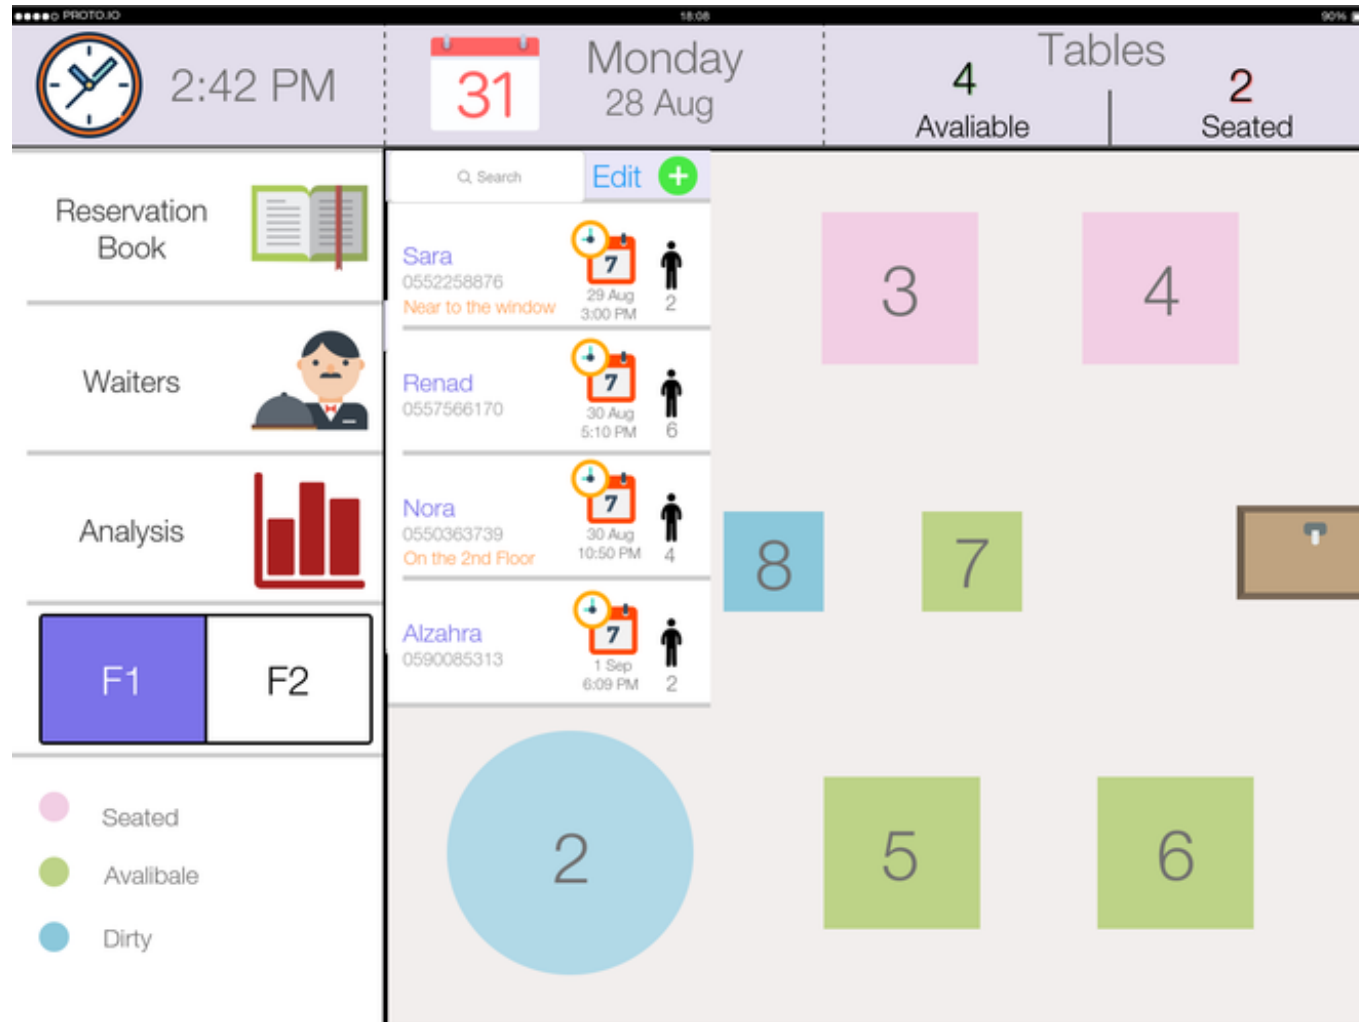 PROTO.IO
18:08
90%
2:42 PM
31
Monday
28 Aug
Tables
4
Avaliable
2
Seated
Reservation
Book
Waiters
Analysis
F1
F2
Seated
Avalibale
Dirty
Search
Edit
Sara
0552258876
Near to the window
7
29 Aug
3:00 PM
2
Renad
0557566170
7
30 Aug
5:10 PM
6
Nora
0550363739
On the 2nd Floor
7
30 Aug
10:50 PM
4
Alzahra
0590085313
7
1 Sep
6:09 PM
2
3
4
8
7
2
5
6